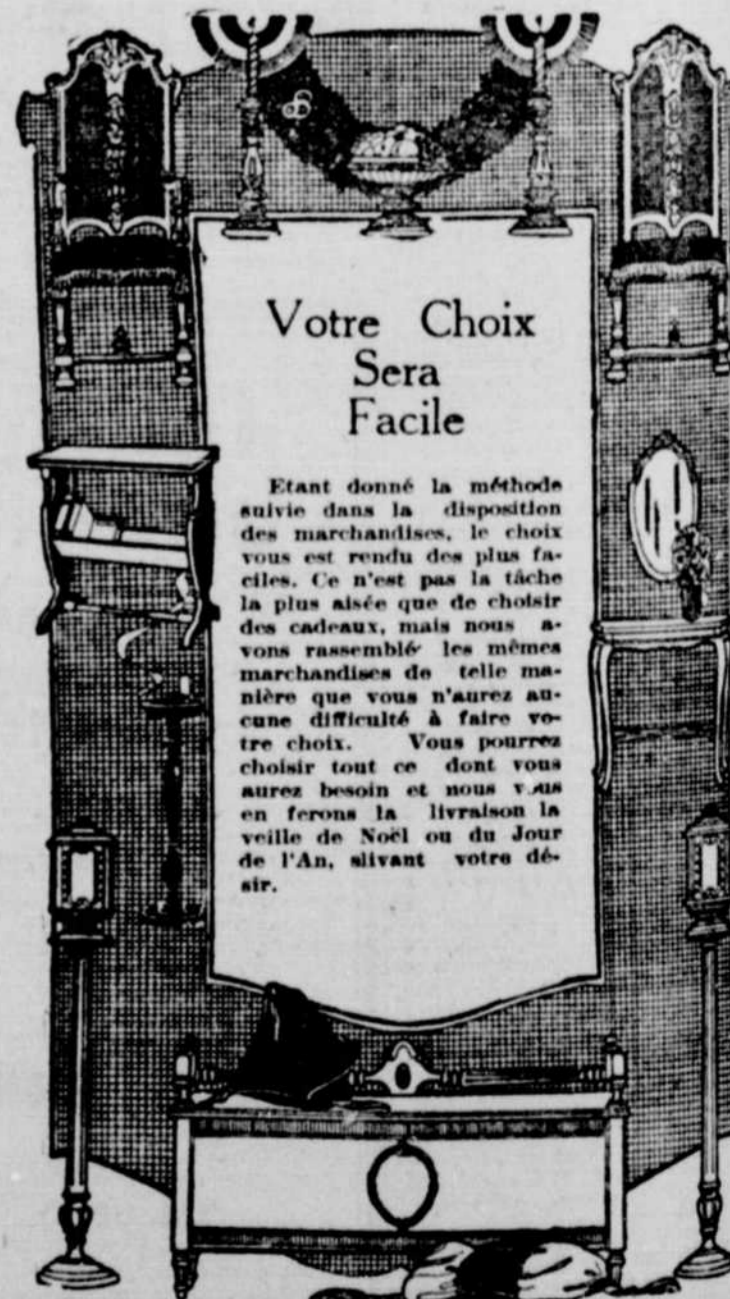 Votre Choix
Sera
Facile
Etant donné la méthode
suivie dans la disposition
des marchandises, le choix
vous est rendu des plus fa-
ciles. Ce n'est pas la tâche
la plus aisée que de choisir
des cadeaux, mais nous a-
vons rassemblé les mêmes
marchandises de telle ma-
nière que vous n'aurez au-
cune difficulté à faire vo-
tre choix. Vous pourrez
choisir tout ce dont vous
aurez besoin et nous vous
en ferons la livraison la
veille de Noël ou du Jour
de l'An, slivant votre dé-
sir.